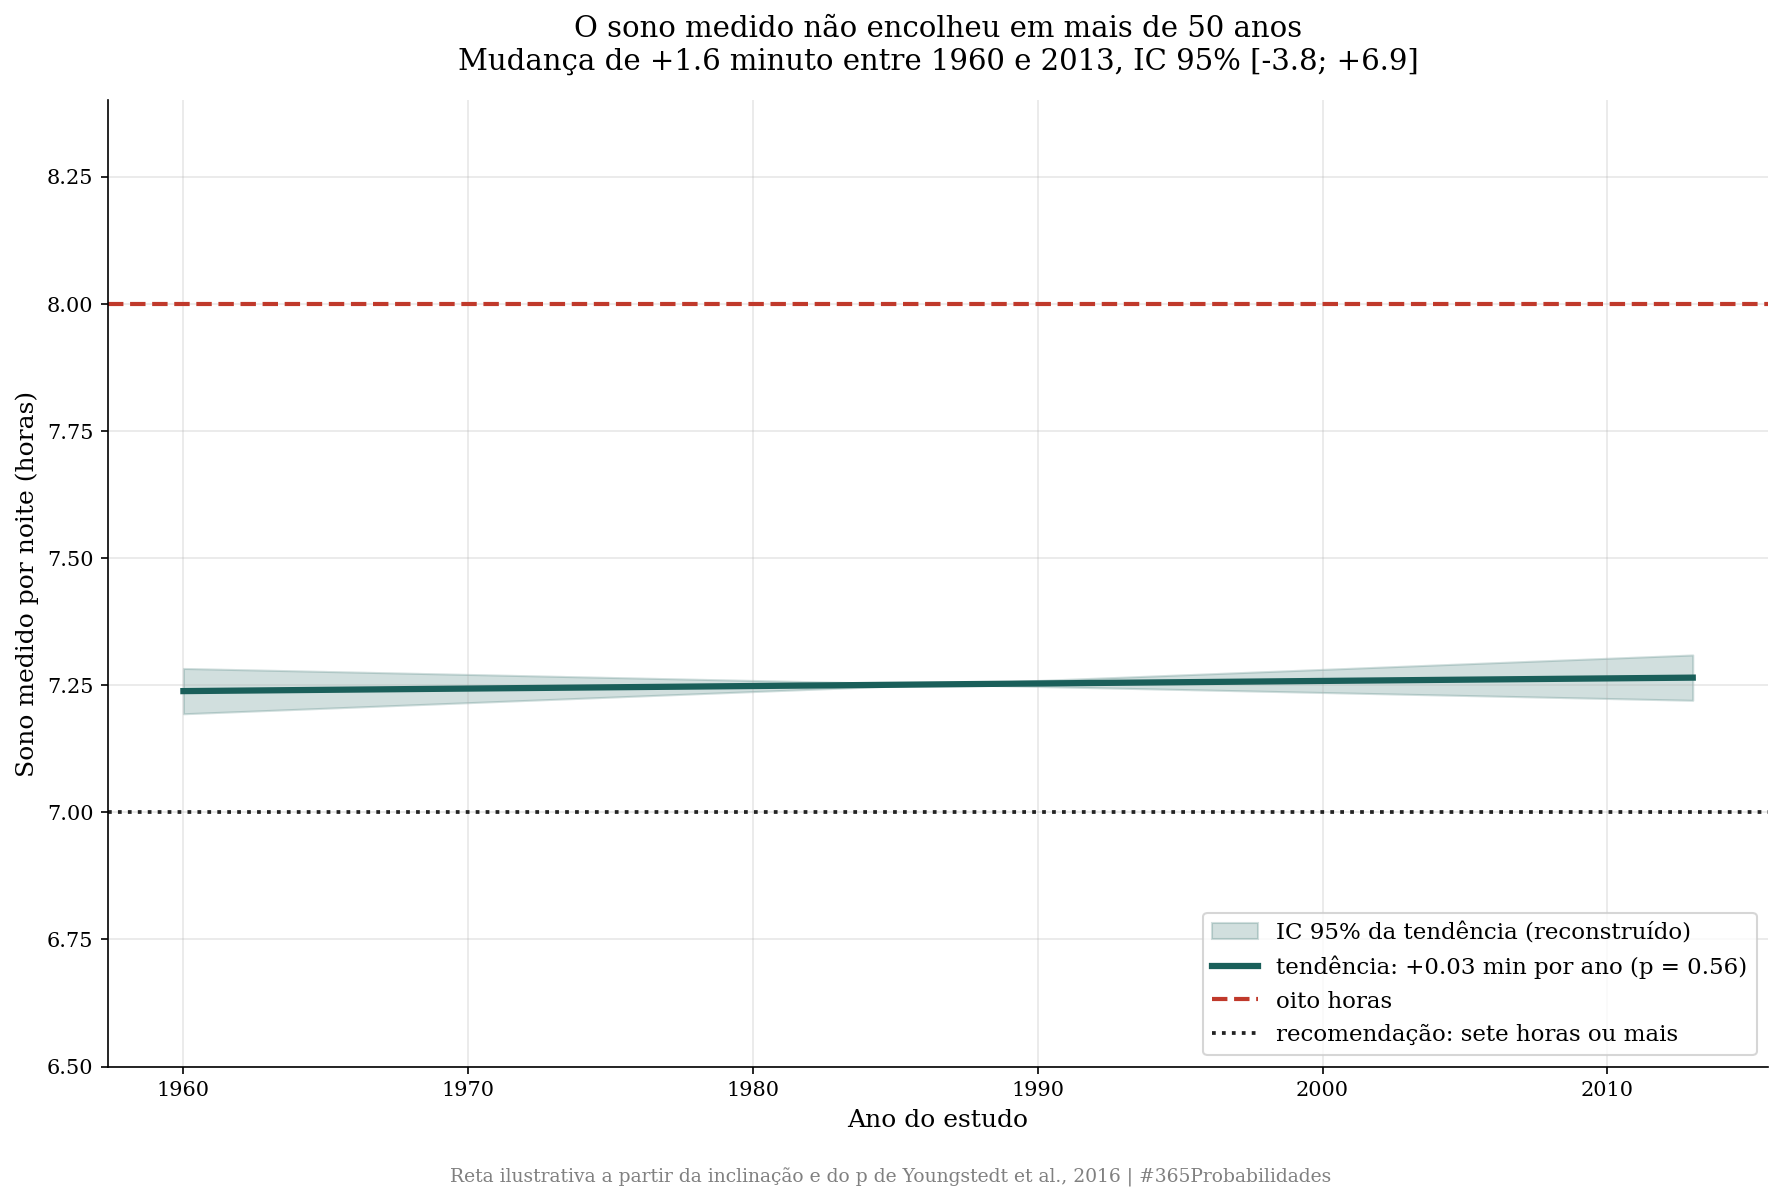 O sono medido não encolheu em mais de 50 anos
Mudança de +1.6 minuto entre 1960 e 2013, IC 95% [-3.8; +6.9]
Sono medido por noite (horas)
8.25
8.00
7.75
7.50
7.25
7.00
6.75
6.50
IC 95% da tendência (reconstruído)
tendência: +0.03 min por ano (p = 0.56)
oito horas
recomendação: sete horas ou mais
1960 1970 1980 1990 2000 2010
Ano do estudo
Reta ilustrativa a partir da inclinação e do p de Youngstedt et al., 2016 | #365Probabilidades